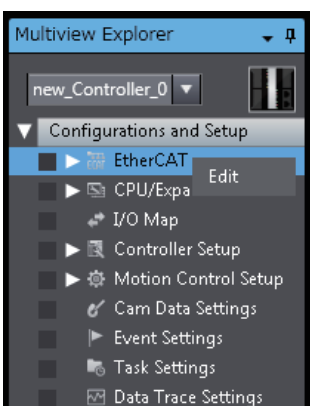 Multiview Explorer
new_Controller_0
Configurations and Setup
EtherCAT
Edit
CPU/Expa
I/O Map
Controller Setup
Motion Control Setup
Cam Data Settings
Event Settings
Task Settings
Data Trace Settings